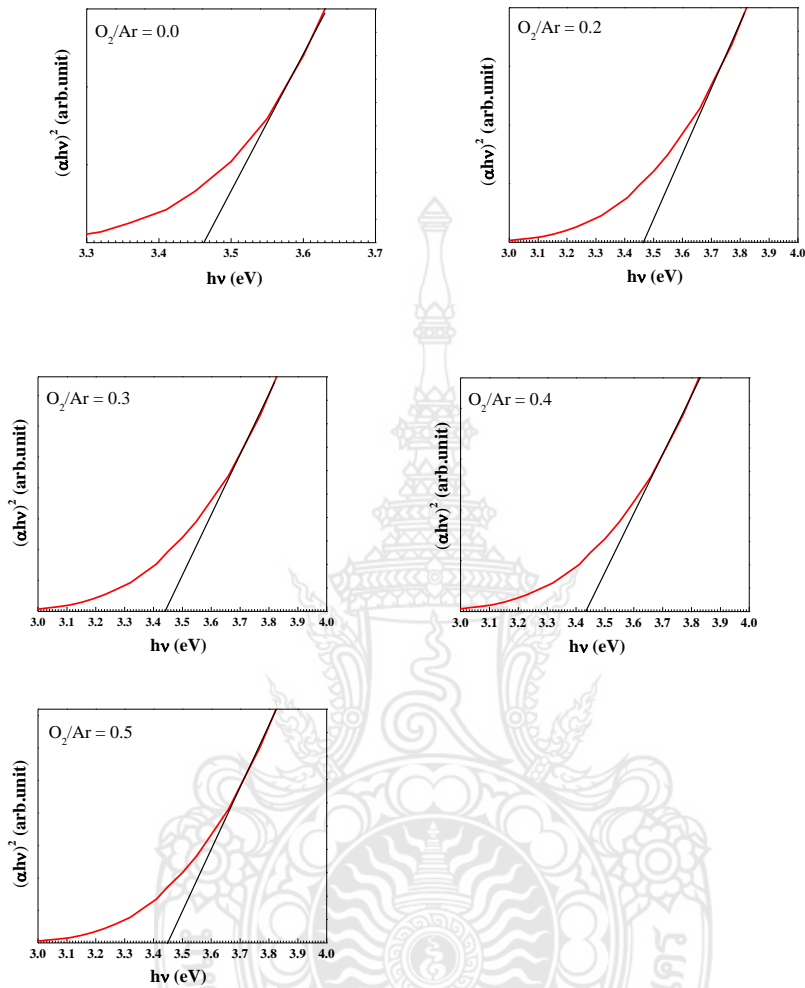 O2/Ar = 0.0
(αhν)2 (arb.unit)
3.3 3.4 3.5 3.6 3.7
hν (eV)
O2/Ar = 0.2
(αhν)2 (arb.unit)
3.0 3.1 3.2 3.3 3.4 3.5 3.6 3.7 3.8 3.9 4.0
hν (eV)
O2/Ar = 0.3
(αhν)2 (arb.unit)
3.0 3.1 3.2 3.3 3.4 3.5 3.6 3.7 3.8 3.9 4.0
hν (eV)
O2/Ar = 0.4
(αhν)2 (arb.unit)
3.0 3.1 3.2 3.3 3.4 3.5 3.6 3.7 3.8 3.9 4.0
hν (eV)
O2/Ar = 0.5
(αhν)2 (arb.unit)
3.0 3.1 3.2 3.3 3.4 3.5 3.6 3.7 3.8 3.9 4.0
hν (eV)